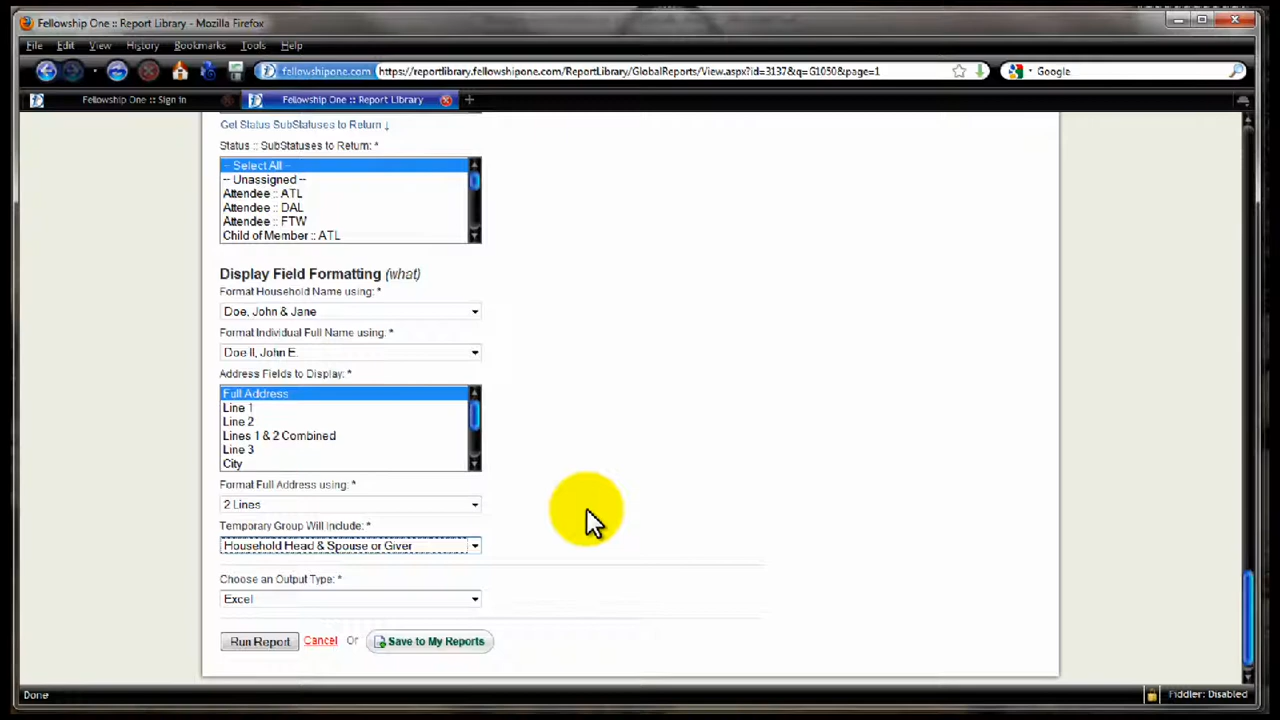 Fellowship One :: Report Library - Mozilla Firefox
File Edit View History Bookmarks Tools Help
fellowshipone.com https://reportlibrary.fellowshipone.com/ReportLibrary/GlobalReports/View.aspx?id=3137&q=G1050&page=1 Google
Fellowship One :: Sign in Fellowship One :: Report Library
Get Status SubStatuses to Return ↓
Status :: SubStatuses to Return: *
-- Select All --
-- Unassigned --
Attendee :: ATL
Attendee :: DAL
Attendee :: FTW
Child of Member :: ATL
Display Field Formatting (what)
Format Household Name using: *
Doe, John & Jane
Format Individual Full Name using: *
Doe II, John E.
Address Fields to Display: *
Full Address
Line 1
Line 2
Lines 1 & 2 Combined
Line 3
City
Format Full Address using: *
2 Lines
Temporary Group Will Include: *
Household Head & Spouse or Giver
Choose an Output Type: *
Excel
Run Report Cancel Or Save to My Reports
Done Fiddler: Disabled